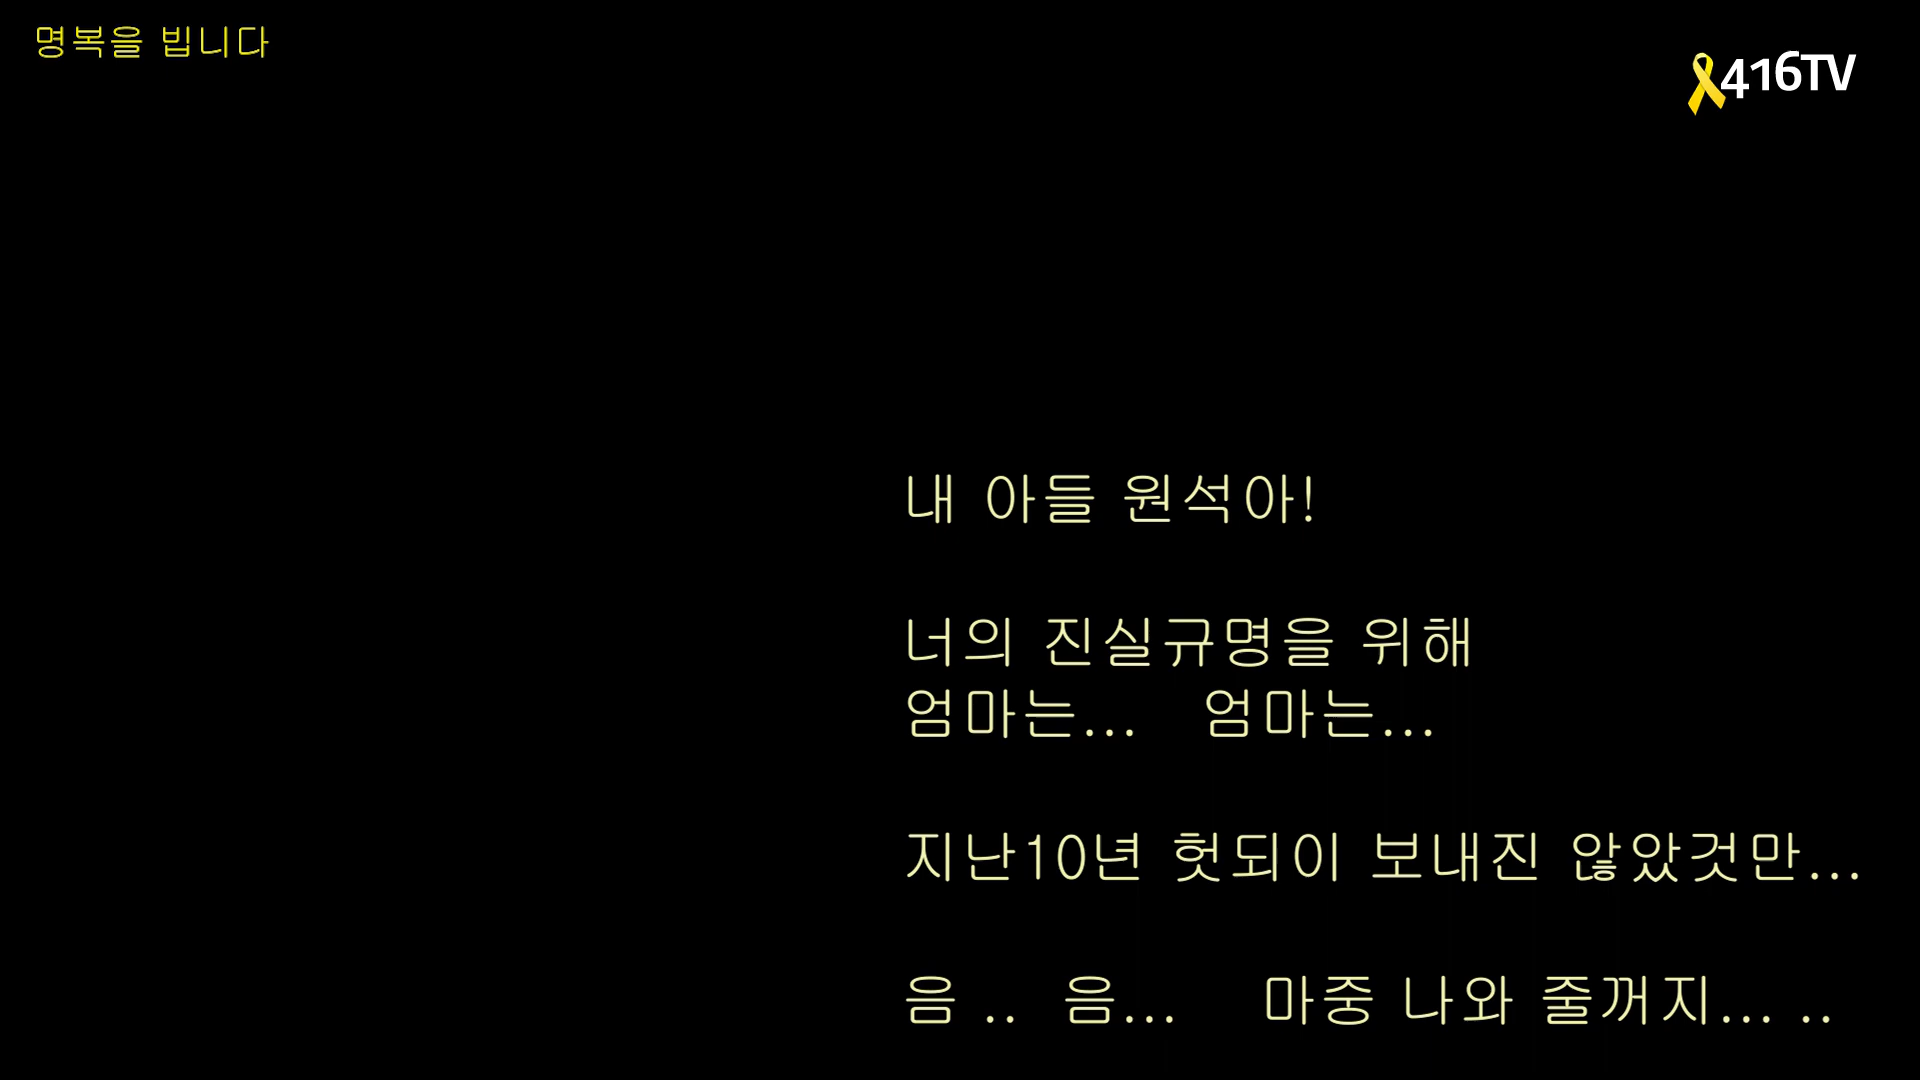 명복을 빕니다
416TV
내 아들 원석아!
너의 진실규명을 위해
엄마는... 엄마는...
지난10년 헛되이 보내진 않았것만...
음 .. 음... 마중 나와 줄꺼지... ..